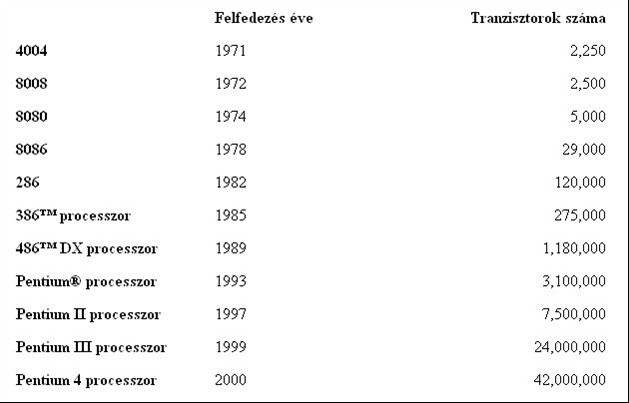 Felfedezés éve Tranzisztorok száma
4004 1971 2,250
8008 1972 2,500
8080 1974 5,000
8086 1978 29,000
286 1982 120,000
386™ processzor 1985 275,000
486™ DX processzor 1989 1,180,000
Pentium® processzor 1993 3,100,000
Pentium II processzor 1997 7,500,000
Pentium III processzor 1999 24,000,000
Pentium 4 processzor 2000 42,000,000